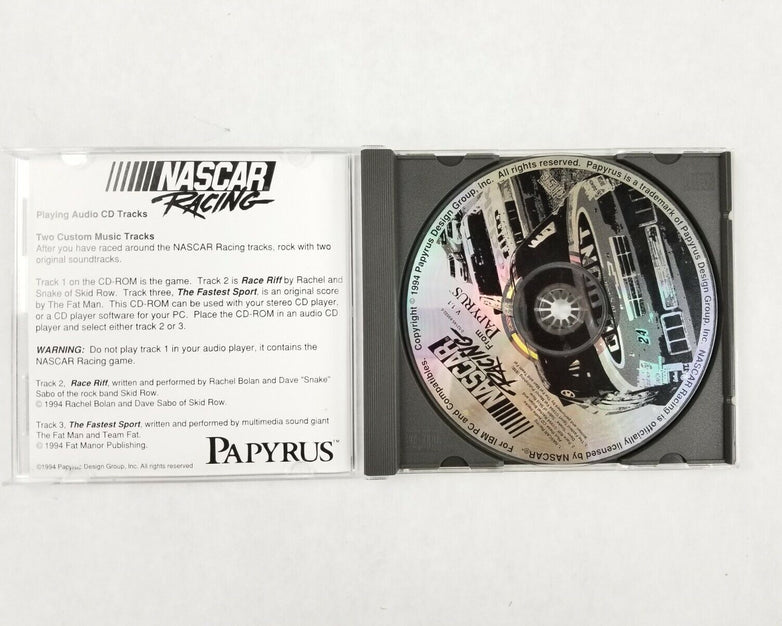 NASCAR
RACING
Playing Audio CD Tracks
Two Custom Music Tracks
After you have raced around the NASCAR Racing tracks, rock with two
original soundtracks.
Track 1 on the CD-ROM is the game. Track 2 is Race Riff by Rachel and
Snake of Skid Row. Track three, The Fastest Sport, is an original score
by The Fat Man. This CD-ROM can be used with your stereo CD player,
or a CD player software for your PC. Place the CD-ROM in an audio CD
player and select either track 2 or 3.
WARNING: Do not play track 1 in your audio player, it contains the
NASCAR Racing game.
Track 2, Race Riff, written and performed by Rachel Bolan and Dave "Snake"
Sabo of the rock band Skid Row.
© 1994 Rachel Bolan and Dave Sabo of Skid Row.
Track 3, The Fastest Sport, written and performed by multimedia sound giant
The Fat Man and Team Fat.
© 1994 Fat Manor Publishing.
PAPYRUS™
©1994 Papyrus Design Group, Inc. All rights reserved
Copyright © 1994 Papyrus Design Group, Inc. All rights reserved. Papyrus is a trademark of Papyrus Design Group, Inc. NASCAR Racing is officially licensed by NASCAR®. For IBM PC and Compatibles.
NASCAR
RACING
From
PAPYRUS
24